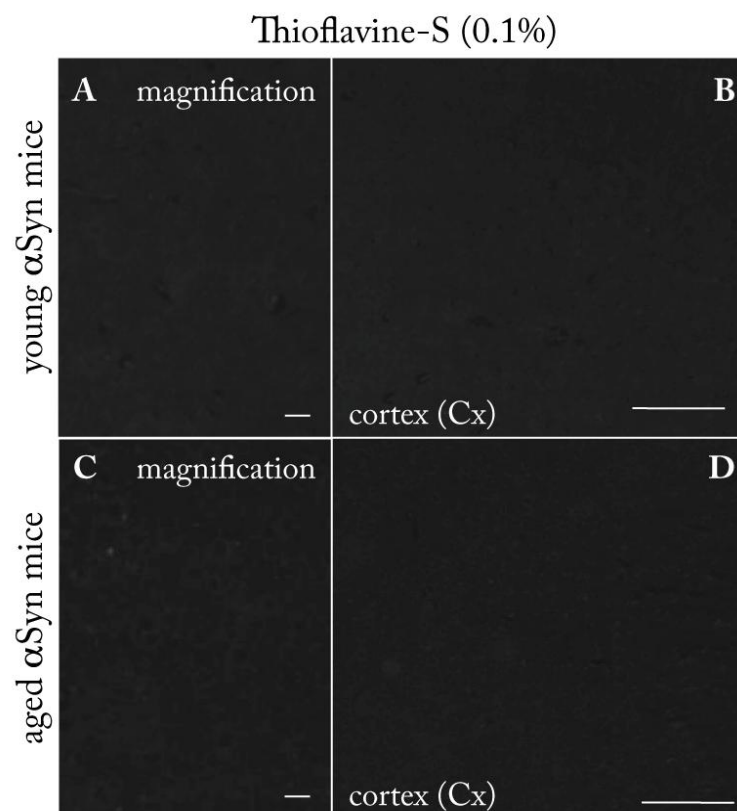 Thioflavine-S (0.1%)
A magnification
B
young αSyn mice
cortex (Cx)
C magnification
D
aged αSyn mice
cortex (Cx)